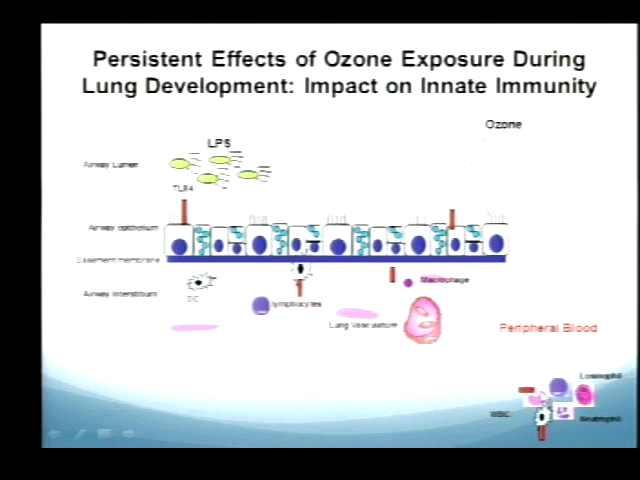 Persistent Effects of Ozone Exposure During
Lung Development: Impact on Innate Immunity
Ozone
LPS
Airway Lumen
TLR4
Airway epithelium
Basement membrane
Airway Interstitium
DC
lymphocytes
Macrophage
Lung Vasculature
Peripheral Blood
Eosinophil
WBC
Neutrophil